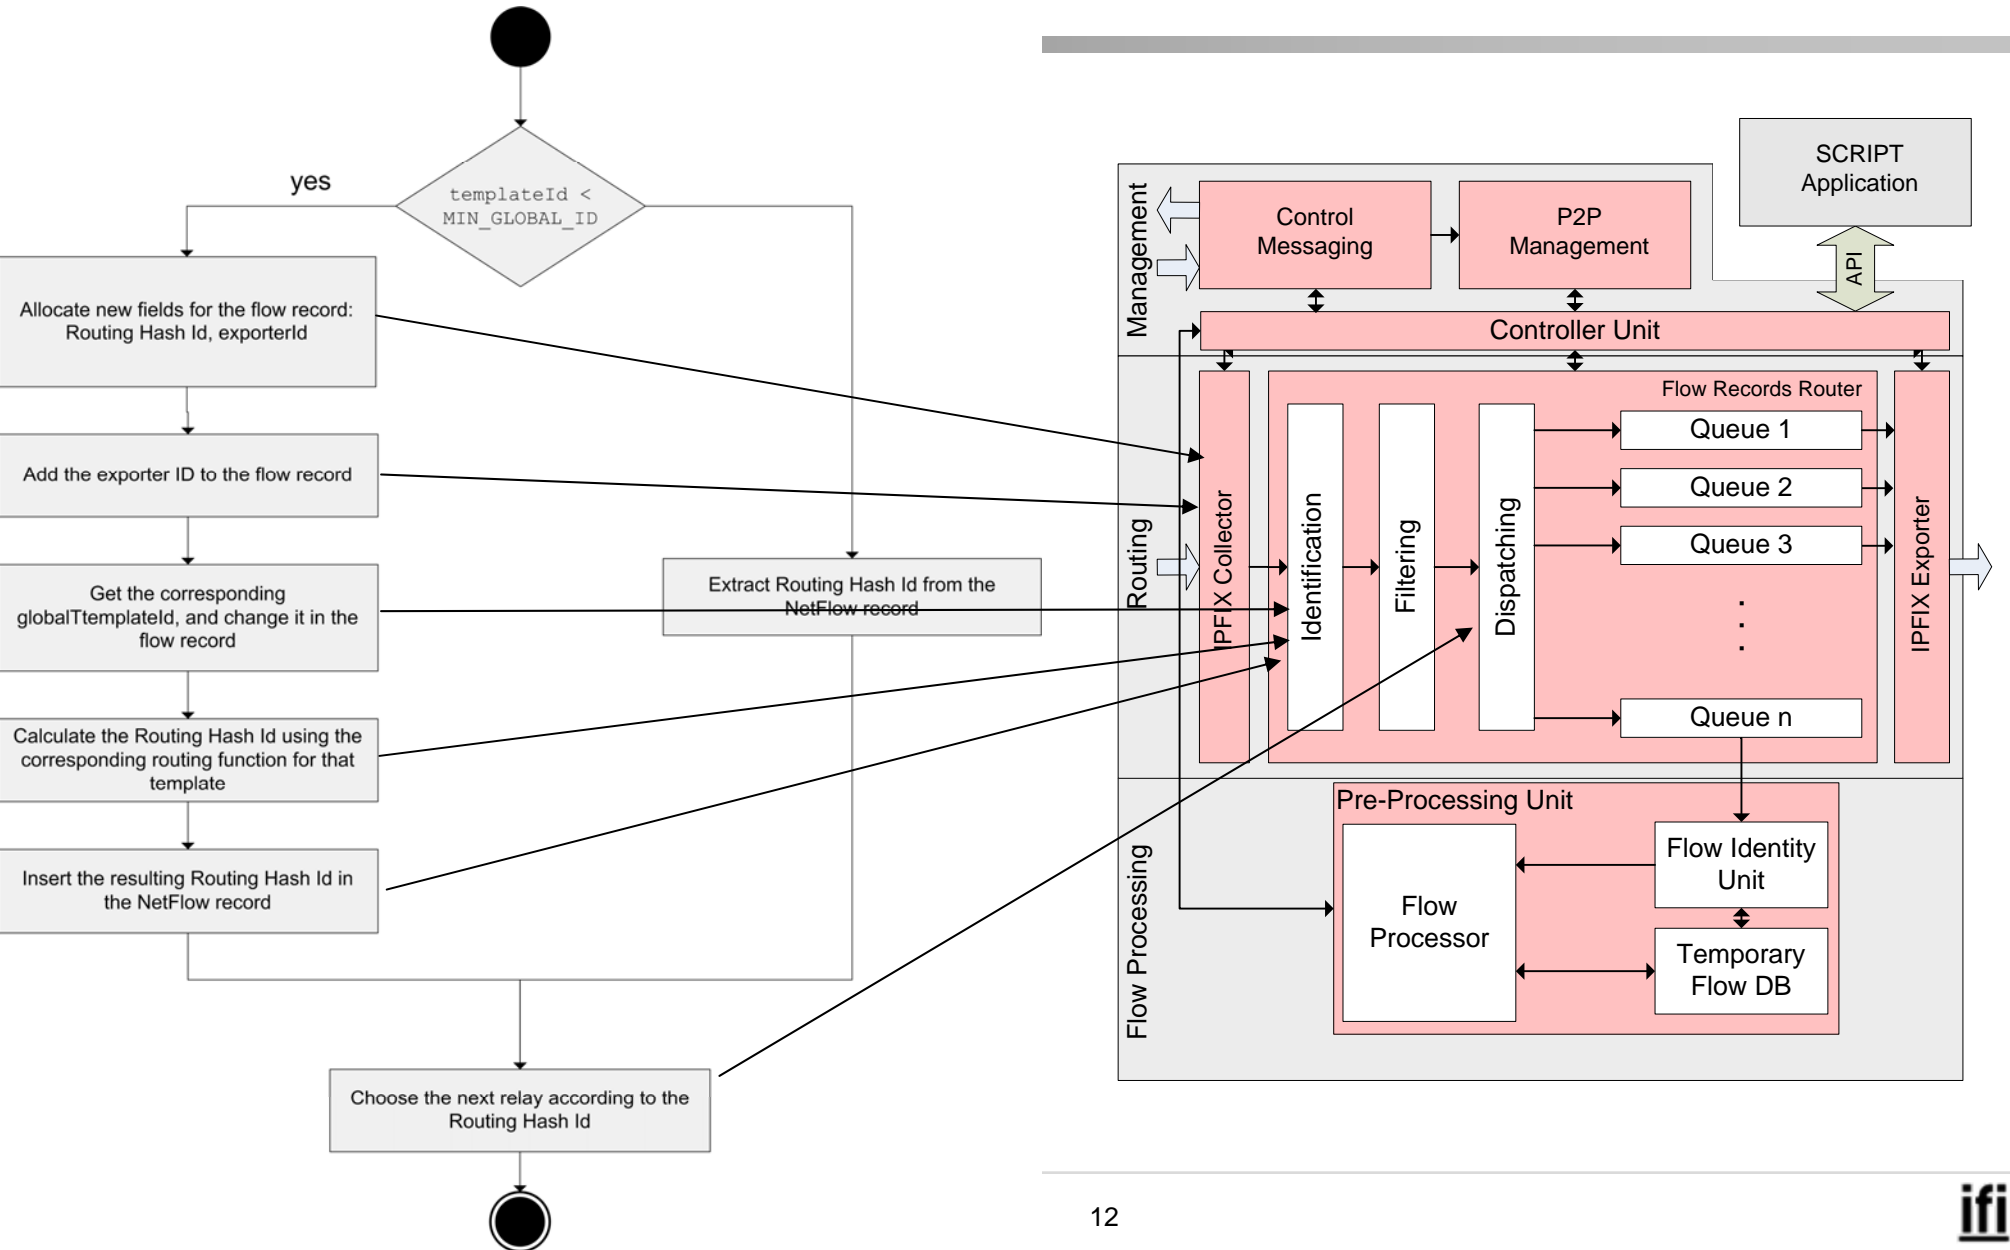 yes
templateId <
MIN_GLOBAL_ID
Allocate new fields for the flow record:
Routing Hash Id, exporterId
Add the exporter ID to the flow record
Get the corresponding
globalTtemplateId, and change it in the
flow record
Calculate the Routing Hash Id using the
corresponding routing function for that
template
Insert the resulting Routing Hash Id in
the NetFlow record
Extract Routing Hash Id from the
NetFlow record
Choose the next relay according to the
Routing Hash Id
SCRIPT
Application
API
Management
Control
Messaging
P2P
Management
Controller Unit
Routing
IPFIX Collector
Flow Records Router
Identification
Filtering
Dispatching
Queue 1
Queue 2
Queue 3
.
.
.
Queue n
IPFIX Exporter
Flow Processing
Pre-Processing Unit
Flow
Processor
Flow Identity
Unit
Temporary
Flow DB
12
ifi